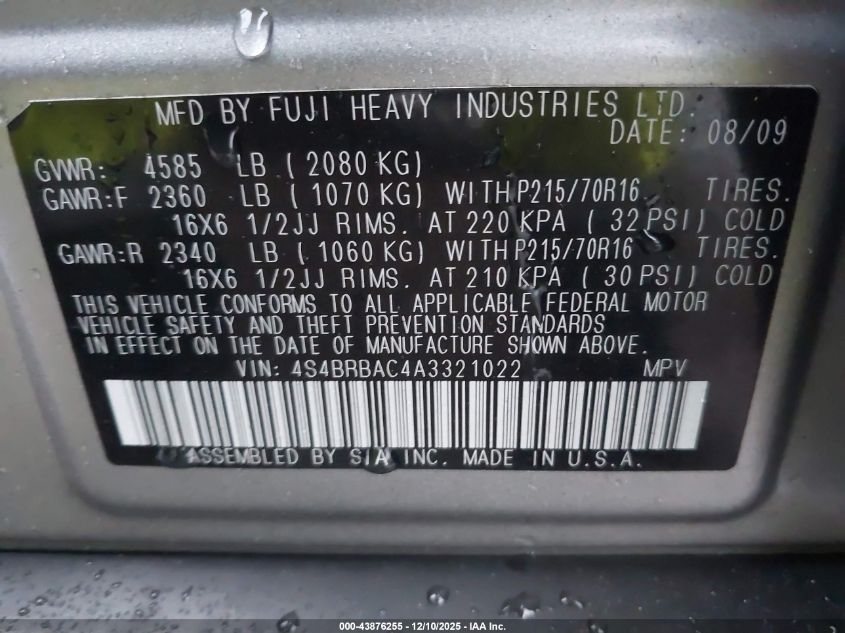 MFD BY FUJI HEAVY INDUSTRIES LTD.
DATE: 08/09
GVWR: 4585 LB ( 2080 KG)
GAWR:F 2360 LB ( 1070 KG) WITH P215/70R16 TIRES.
16X6 1/2JJ RIMS. AT 220 KPA ( 32 PSI) COLD
GAWR:R 2340 LB ( 1060 KG) WITH P215/70R16 TIRES.
16X6 1/2JJ RIMS. AT 210 KPA ( 30 PSI) COLD
THIS VEHICLE CONFORMS TO ALL APPLICABLE FEDERAL MOTOR
VEHICLE SAFETY AND THEFT PREVENTION STANDARDS
IN EFFECT ON THE DATE OF MANUFACTURE SHOWN ABOVE.
VIN: 4S4BRBAC4A3321022 MPV
ASSEMBLED BY SIA INC. MADE IN U.S.A.
000-43876255 - 12/10/2025 - IAA Inc.